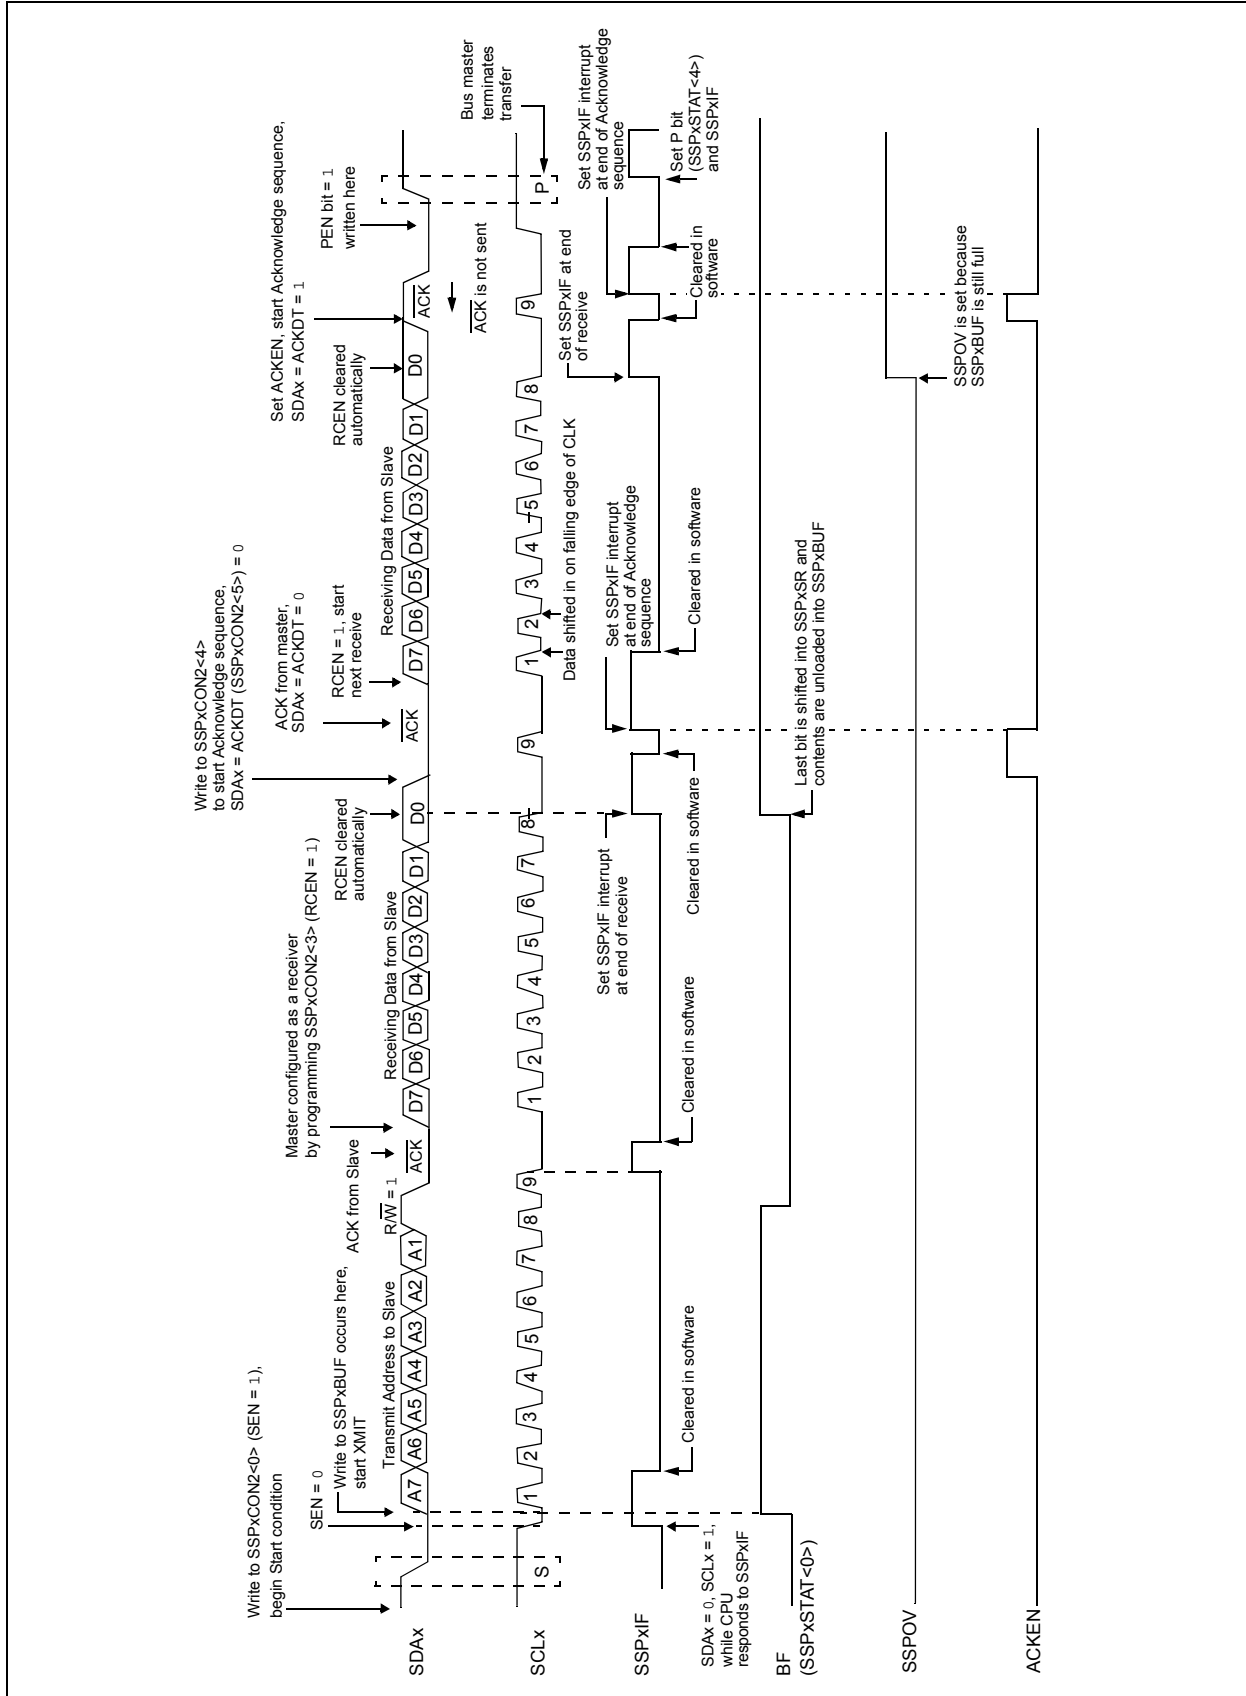 Write to SSPxCON2<0> (SEN = 1),
begin Start condition
SEN = 0
Write to SSPxBUF occurs here,
start XMIT
Master configured as a receiver
by programming SSPxCON2<3> (RCEN = 1)
ACK from Slave
Write to SSPxCON2<4>
to start Acknowledge sequence,
SDAx = ACKDT (SSPxCON2<5>) = 0
RCEN cleared
automatically
ACK from master,
SDAx = ACKDT = 0
RCEN = 1, start
next receive
Set ACKEN, start Acknowledge sequence,
SDAx = ACKDT = 1
RCEN cleared
automatically
PEN bit = 1
written here
Transmit Address to Slave
R/W = 1
Receiving Data from Slave
Receiving Data from Slave
SDAx
A7 A6 A5 A4 A3 A2 A1
ACK
D7 D6 D5 D4 D3 D2 D1 D0
ACK
D7 D6 D5 D4 D3 D2 D1 D0
ACK
ACK is not sent
Bus master
terminates
transfer
SCLx
S
1 2 3 4 5 6 7 8 9
1 2 3 4 5 6 7 8 9
1 2 3 4 5 6 7 8 9
P
Data shifted in on falling edge of CLK
Set SSPxIF interrupt
at end of Acknowledge
sequence
Set SSPxIF at end
of receive
Set SSPxIF interrupt
at end of Acknowledge
sequence
SSPxIF
SDAx = 0, SCLx = 1,
while CPU
responds to SSPxIF
Cleared in software
Cleared in software
Set SSPxIF interrupt
at end of receive
Cleared in software
Cleared in software
Cleared in
software
Set P bit
(SSPxSTAT<4>)
and SSPxIF
BF
(SSPxSTAT<0>)
Last bit is shifted into SSPxSR and
contents are unloaded into SSPxBUF
SSPOV
SSPOV is set because
SSPxBUF is still full
ACKEN